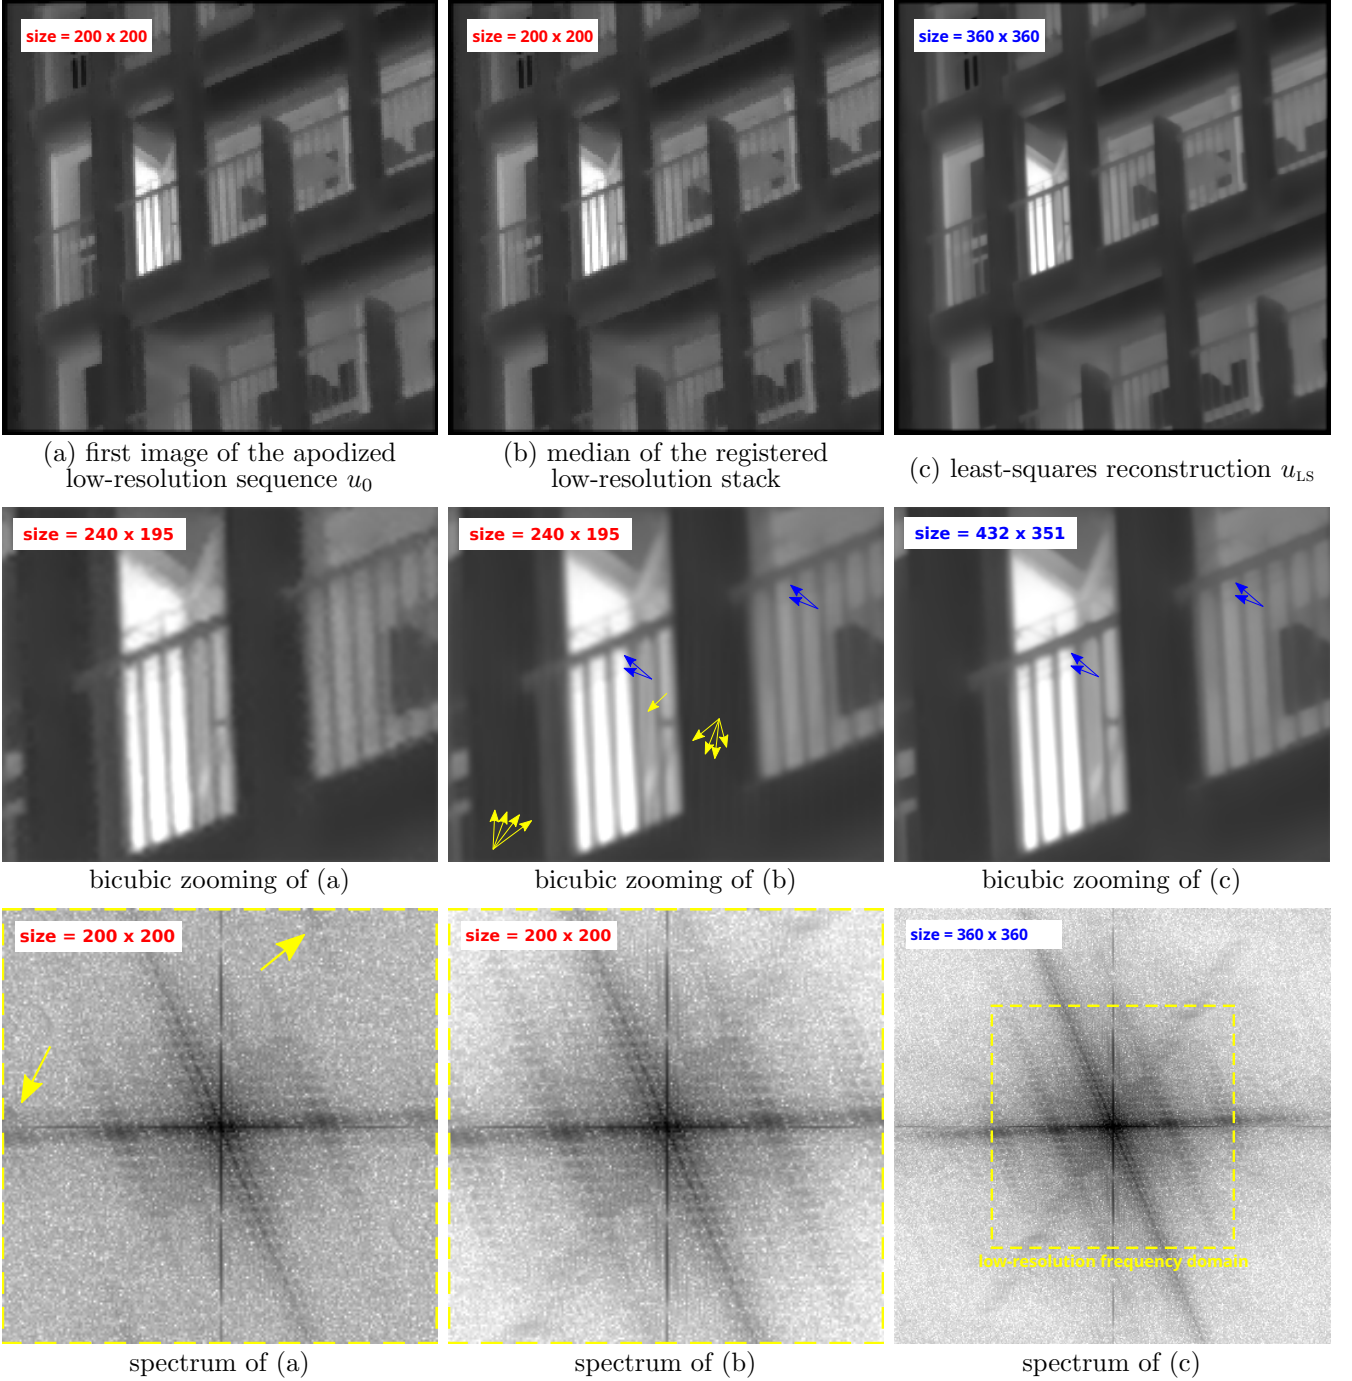 size = 200 x 200
size = 200 x 200
size = 360 x 360
(a) first image of the apodized
low-resolution sequence u₀
(b) median of the registered
low-resolution stack
(c) least-squares reconstruction u_LS
size = 240 x 195
size = 240 x 195
size = 432 x 351
bicubic zooming of (a)
bicubic zooming of (b)
bicubic zooming of (c)
size = 200 x 200
size = 200 x 200
size = 360 x 360
low-resolution frequency domain
spectrum of (a)
spectrum of (b)
spectrum of (c)